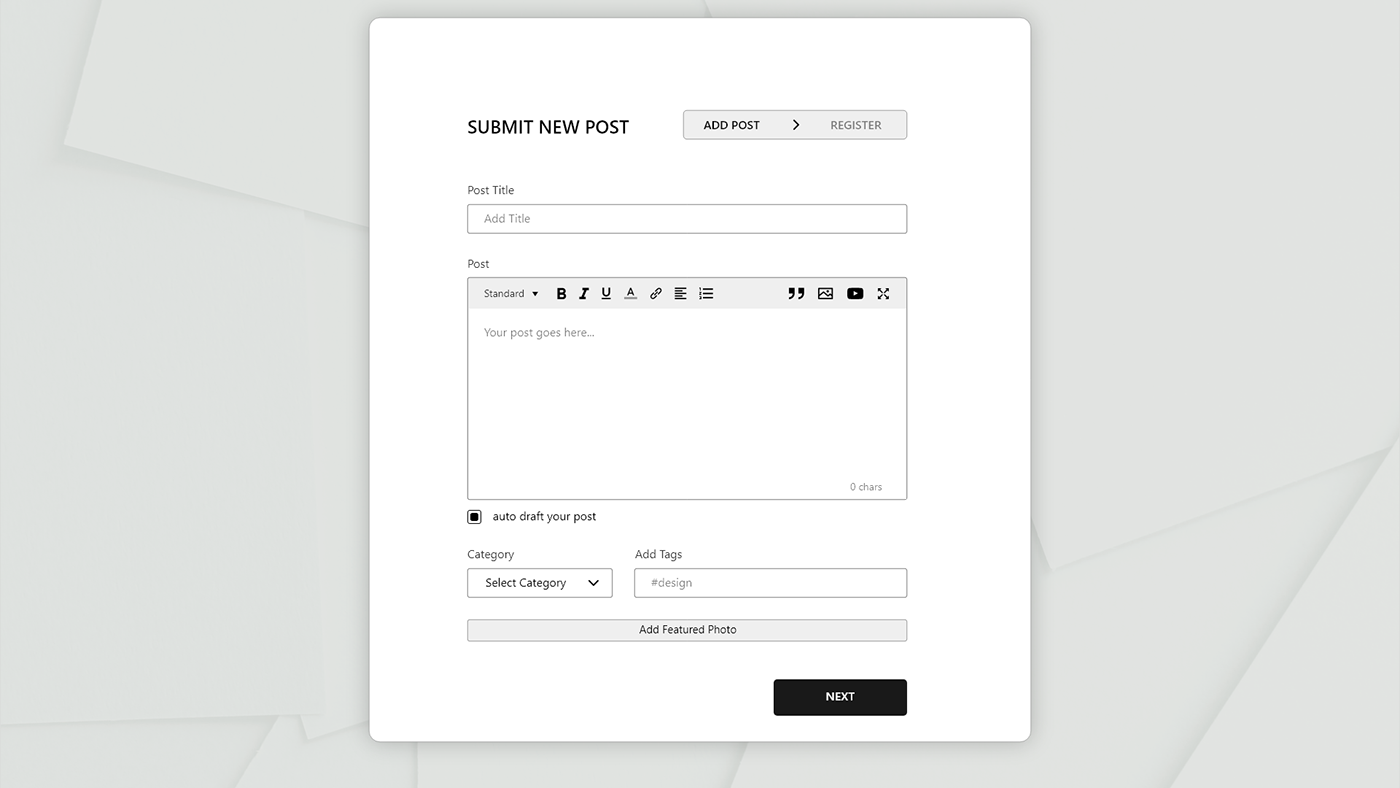 SUBMIT NEW POST
ADD POST
REGISTER
Post Title
Add Title
Post
Standard B I U A
Your post goes here...
0 chars
auto draft your post
Category
Add Tags
Select Category
#design
Add Featured Photo
NEXT